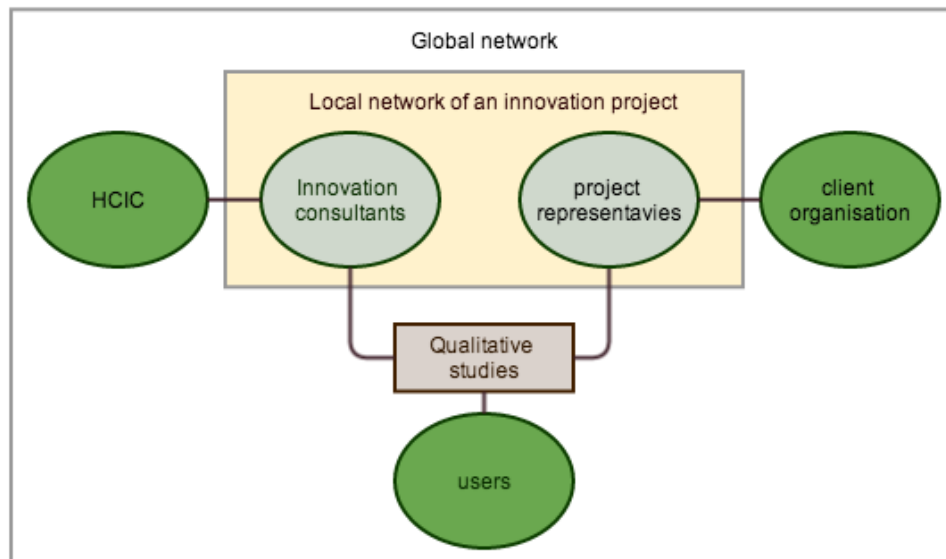 Global network
Local network of an innovation project
HCIC
Innovation
consultants
project
representavies
client
organisation
Qualitative
studies
users